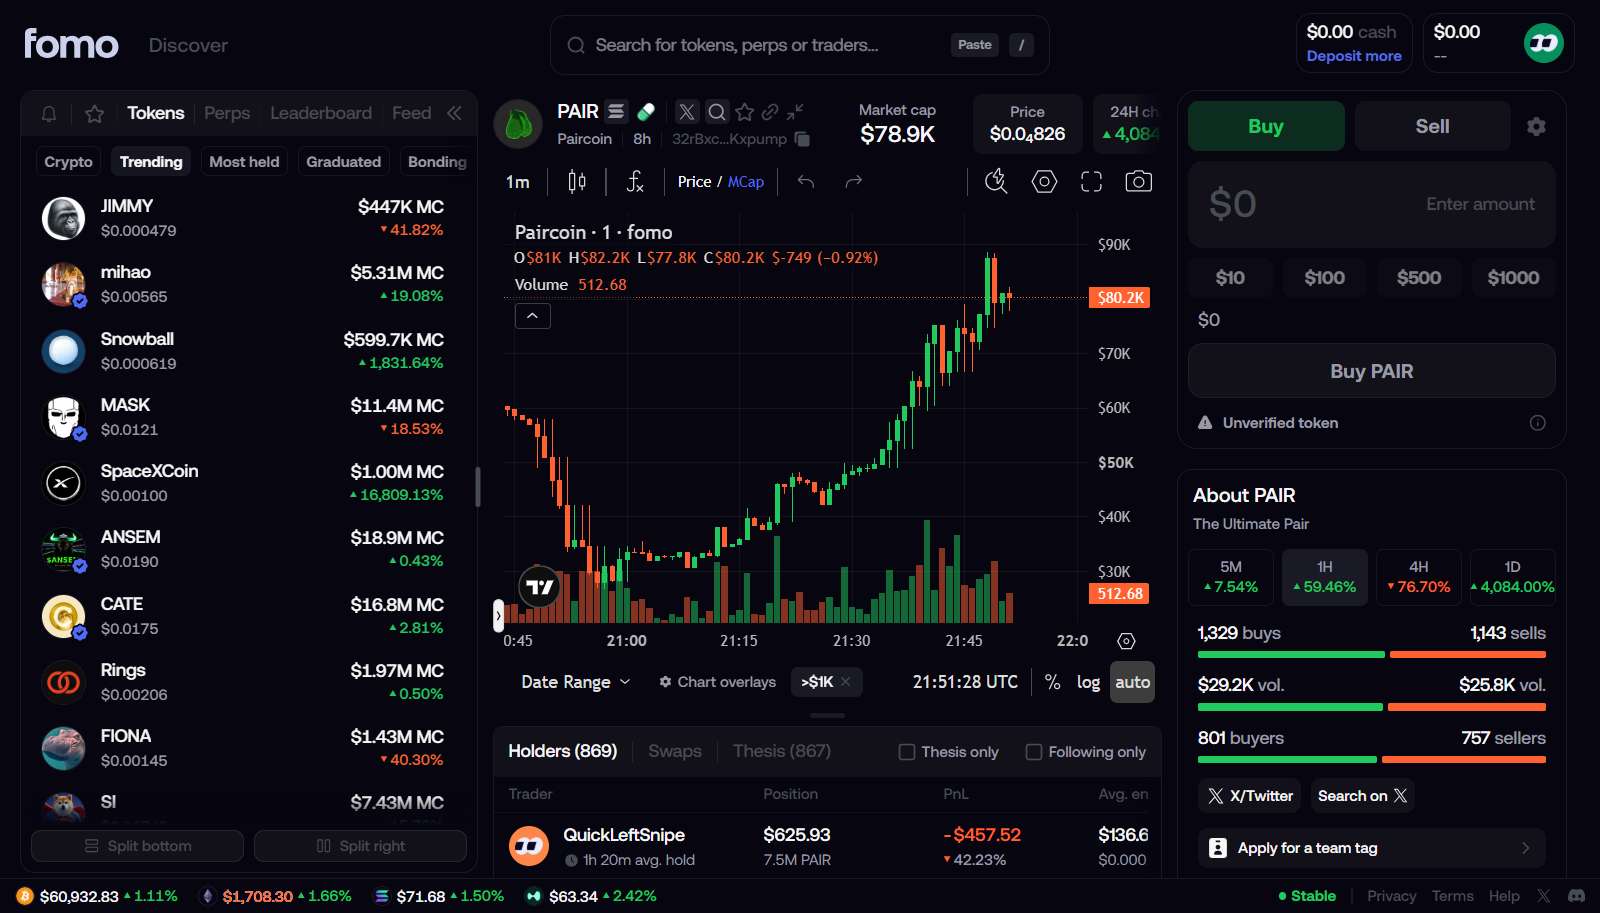 fomo
Discover
Search for tokens, perps or traders...
Paste
/
$0.00 cash
Deposit more
$0.00
--
Tokens
Perps
Leaderboard
Feed
Crypto
Trending
Most held
Graduated
Bonding
JIMMY
$447K MC
$0.000479
41.82%
mihao
$5.31M MC
$0.00565
19.08%
Snowball
$599.7K MC
$0.000619
1,831.64%
MASK
$11.4M MC
$0.0121
18.53%
SpaceXCoin
$1.00M MC
$0.00100
16,809.13%
ANSEM
$18.9M MC
$0.0190
0.43%
CATE
$16.8M MC
$0.0175
2.81%
Rings
$1.97M MC
$0.00206
0.50%
FIONA
$1.43M MC
$0.00145
40.30%
SI
$7.43M MC
Split bottom
Split right
PAIR
Paircoin
8h
32rBxc...Kxpump
Market cap
$78.9K
Price
$0.0₄826
24H ch
4,084
1m
Price / MCap
Paircoin · 1 · fomo
O$81K H$82.2K L$77.8K C$80.2K $-749 (-0.92%)
Volume 512.68
$90K
$80.2K
$70K
$60K
$50K
$40K
$30K
512.68
0:45
21:00
21:15
21:30
21:45
22:0
Date Range
Chart overlays
>$1K
21:51:28 UTC
%
log
auto
Holders (869)
Swaps
Thesis (867)
Thesis only
Following only
Trader
Position
PnL
Avg. en
QuickLeftSnipe
$625.93
-$457.52
$136.6
1h 20m avg. hold
7.5M PAIR
42.23%
$0.000
Buy
Sell
$0
Enter amount
$10
$100
$500
$1000
$0
Buy PAIR
Unverified token
About PAIR
The Ultimate Pair
5M
7.54%
1H
59.46%
4H
76.70%
1D
4,084.00%
1,329 buys
1,143 sells
$29.2K vol.
$25.8K vol.
801 buyers
757 sellers
X/Twitter
Search on X
Apply for a team tag
$60,932.83
1.11%
$1,708.30
1.66%
$71.68
1.50%
$63.34
2.42%
Stable
Privacy
Terms
Help